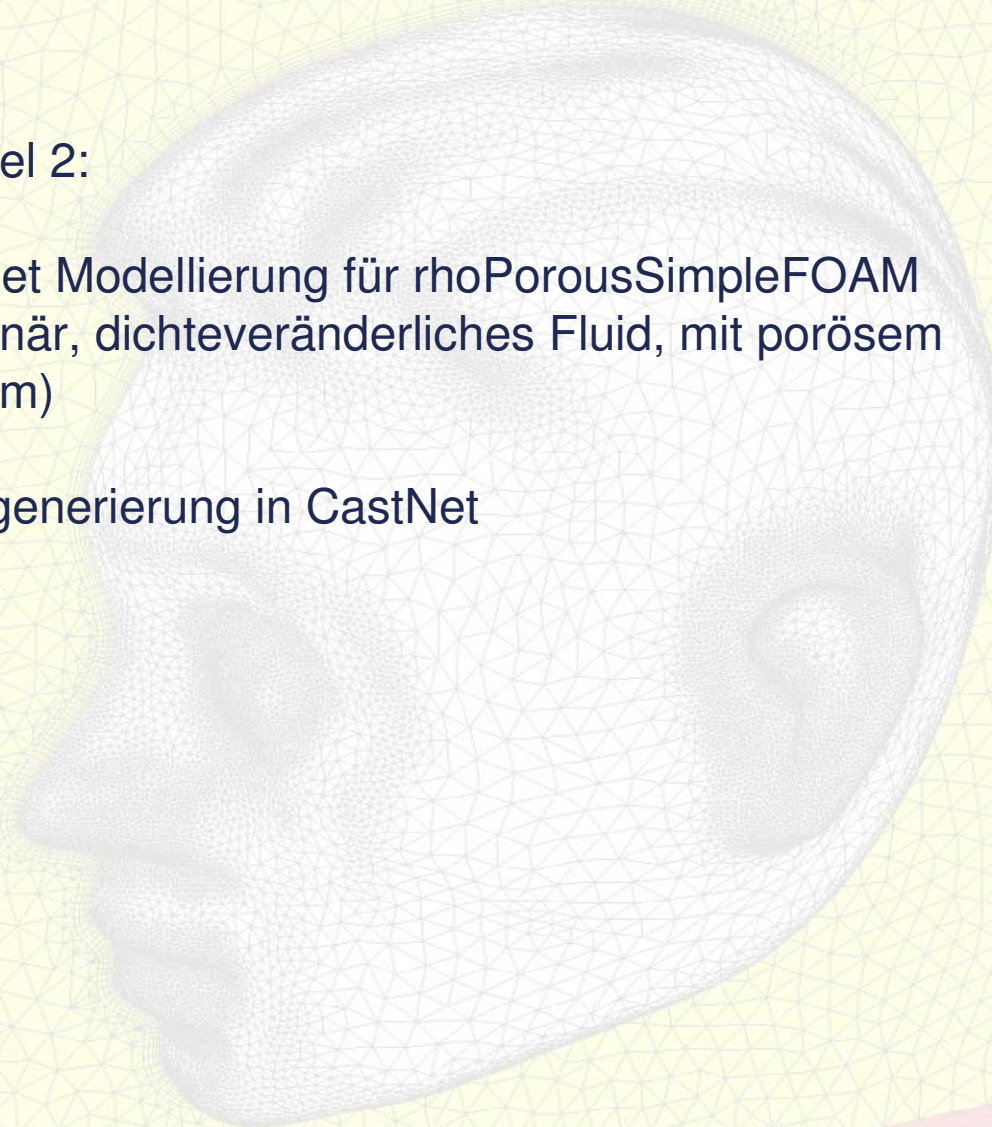 el 2:
et Modellierung für rhoPorousSimpleFOAM
när, dichteveränderliches Fluid, mit porösem
m)
generierung in CastNet